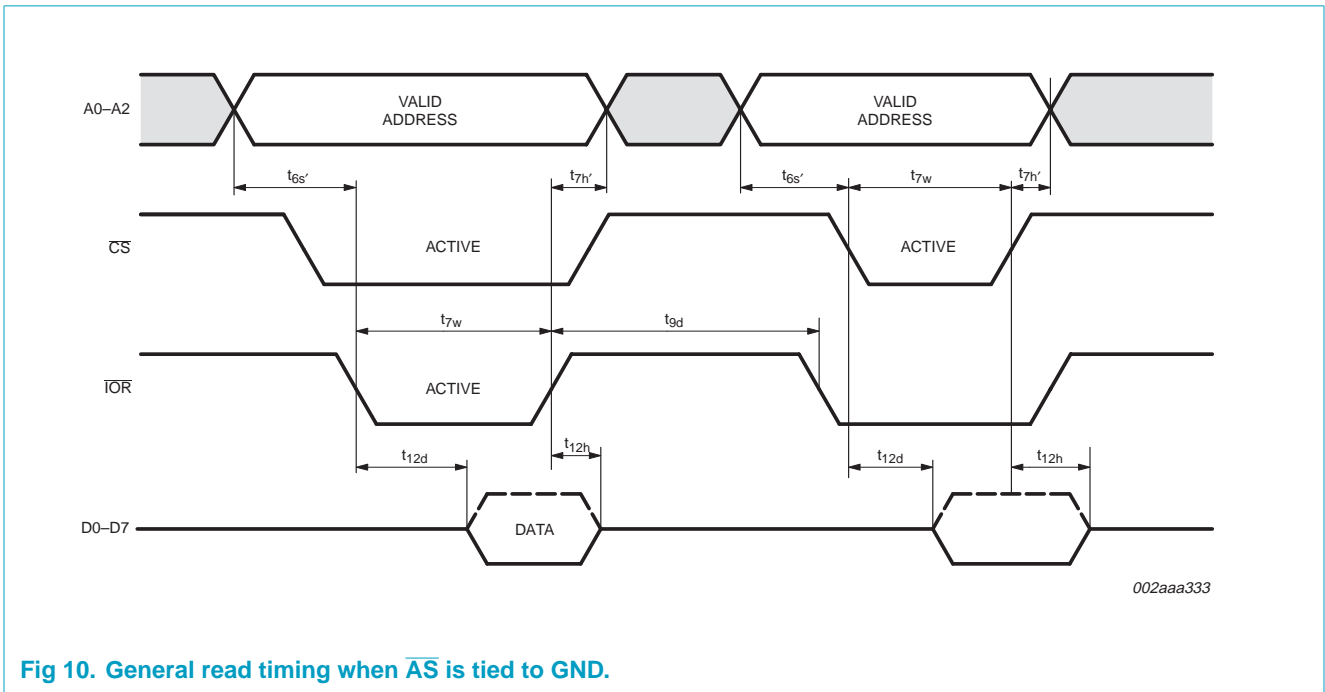 A0–A2
VALID
ADDRESS
VALID
ADDRESS
t6s′
t7h′
t6s′
t7w
t7h′
CS
ACTIVE
ACTIVE
t7w
t9d
IOR
ACTIVE
t12d
t12h
t12d
t12h
D0–D7
DATA
002aaa333
Fig 10. General read timing when AS is tied to GND.